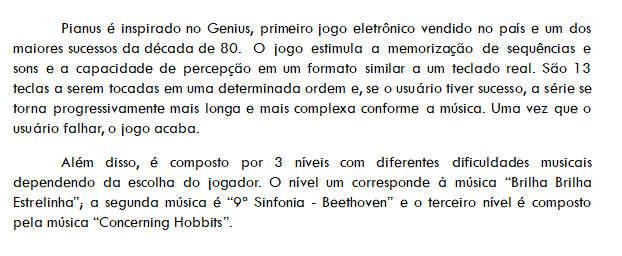 Pianus é inspirado no Genius, primeiro jogo eletrônico vendido no país e um dos
maiores sucessos da década de 80.  O jogo estimula a memorização de sequências e
sons e a capacidade de percepção em um formato similar a um teclado real. São 13
teclas a serem tocadas em uma determinada ordem e, se o usuário tiver sucesso, a série se
torna progressivamente mais longa e mais complexa conforme a música. Uma vez que o
usuário falhar, o jogo acaba.
Além disso, é composto por 3 níveis com diferentes dificuldades musicais
dependendo da escolha do jogador. O nível um corresponde à música “Brilha Brilha
Estrelinha”; a segunda música é “9ª Sinfonia - Beethoven” e o terceiro nível é composto
pela música “Concerning Hobbits”.